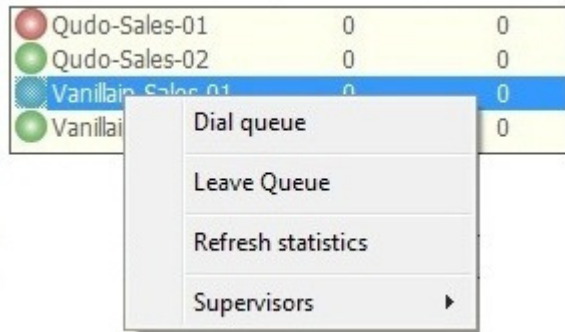 Qudo-Sales-01 0 0
Qudo-Sales-02 0 0
Vanillain-Sales-01 0 0
Vanillai 0
Dial queue
Leave Queue
Refresh statistics
Supervisors